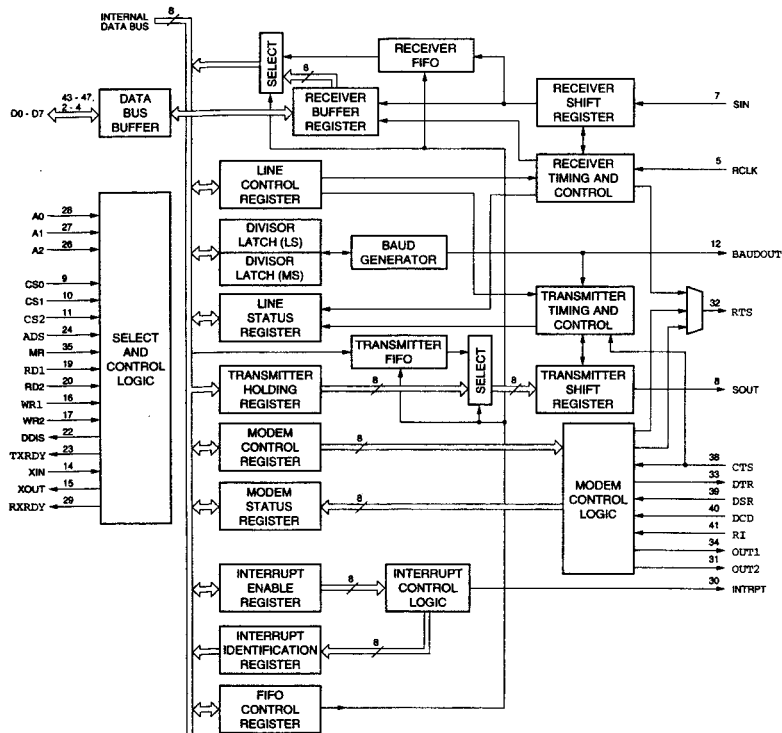 INTERNAL
DATA BUS
8
D0 - D7
43 - 47,
2 - 4
DATA
BUS
BUFFER
SELECT
8
RECEIVER
FIFO
RECEIVER
BUFFER
REGISTER
RECEIVER
SHIFT
REGISTER
7
SIN
LINE
CONTROL
REGISTER
RECEIVER
TIMING AND
CONTROL
5
RCLK
DIVISOR
LATCH (LS)
DIVISOR
LATCH (MS)
BAUD
GENERATOR
12
BAUDOUT
LINE
STATUS
REGISTER
TRANSMITTER
TIMING AND
CONTROL
32
RTS
TRANSMITTER
FIFO
SELECT
TRANSMITTER
HOLDING
REGISTER
8
8
TRANSMITTER
SHIFT
REGISTER
8
SOUT
MODEM
CONTROL
REGISTER
8
MODEM
STATUS
REGISTER
8
MODEM
CONTROL
LOGIC
38
CTS
33
DTR
39
DSR
40
DCD
41
RI
34
OUT1
31
OUT2
INTERRUPT
ENABLE
REGISTER
8
INTERRUPT
CONTROL
LOGIC
30
INTRPT
INTERRUPT
IDENTIFICATION
REGISTER
8
FIFO
CONTROL
REGISTER
A0 28
A1 27
A2 26
CS0 9
CS1 10
CS2 11
ADS 24
MR 35
RD1 19
RD2 20
WR1 16
WR2 17
DDIS 22
TXRDY 23
XIN 14
XOUT 15
RXRDY 29
SELECT
AND
CONTROL
LOGIC